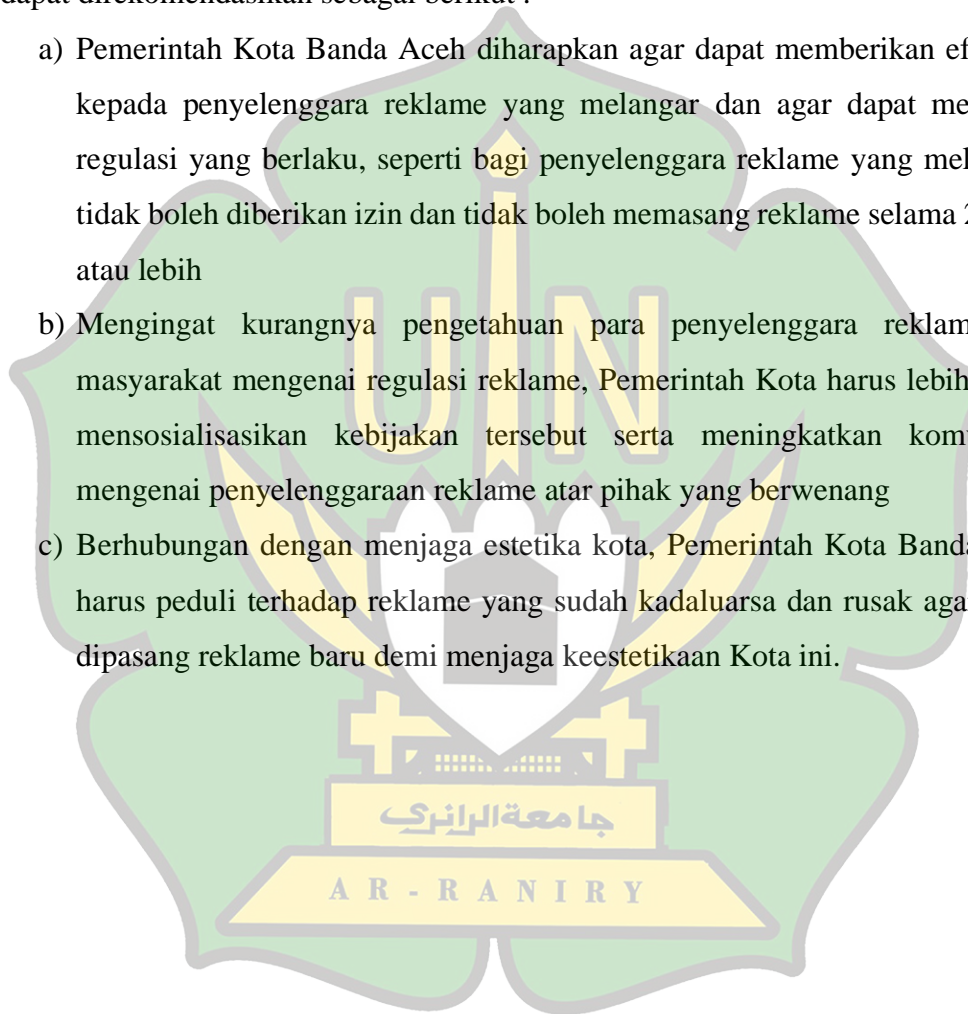 dapat direkomendasikan sebagai berikut :
a) Pemerintah Kota Banda Aceh diharapkan agar dapat memberikan ef
kepada penyelenggara reklame yang melangar dan agar dapat me
regulasi yang berlaku, seperti bagi penyelenggara reklame yang mel
tidak boleh diberikan izin dan tidak boleh memasang reklame selama 2
atau lebih
b) Mengingat kurangnya pengetahuan para penyelenggara reklam
masyarakat mengenai regulasi reklame, Pemerintah Kota harus lebih
mensosialisasikan kebijakan tersebut serta meningkatkan kom
mengenai penyelenggaraan reklame atar pihak yang berwenang
c) Berhubungan dengan menjaga estetika kota, Pemerintah Kota Banda
harus peduli terhadap reklame yang sudah kadaluarsa dan rusak aga
dipasang reklame baru demi menjaga keestetikaan Kota ini.
UIN
جامعة الرانري
AR-RANIRY